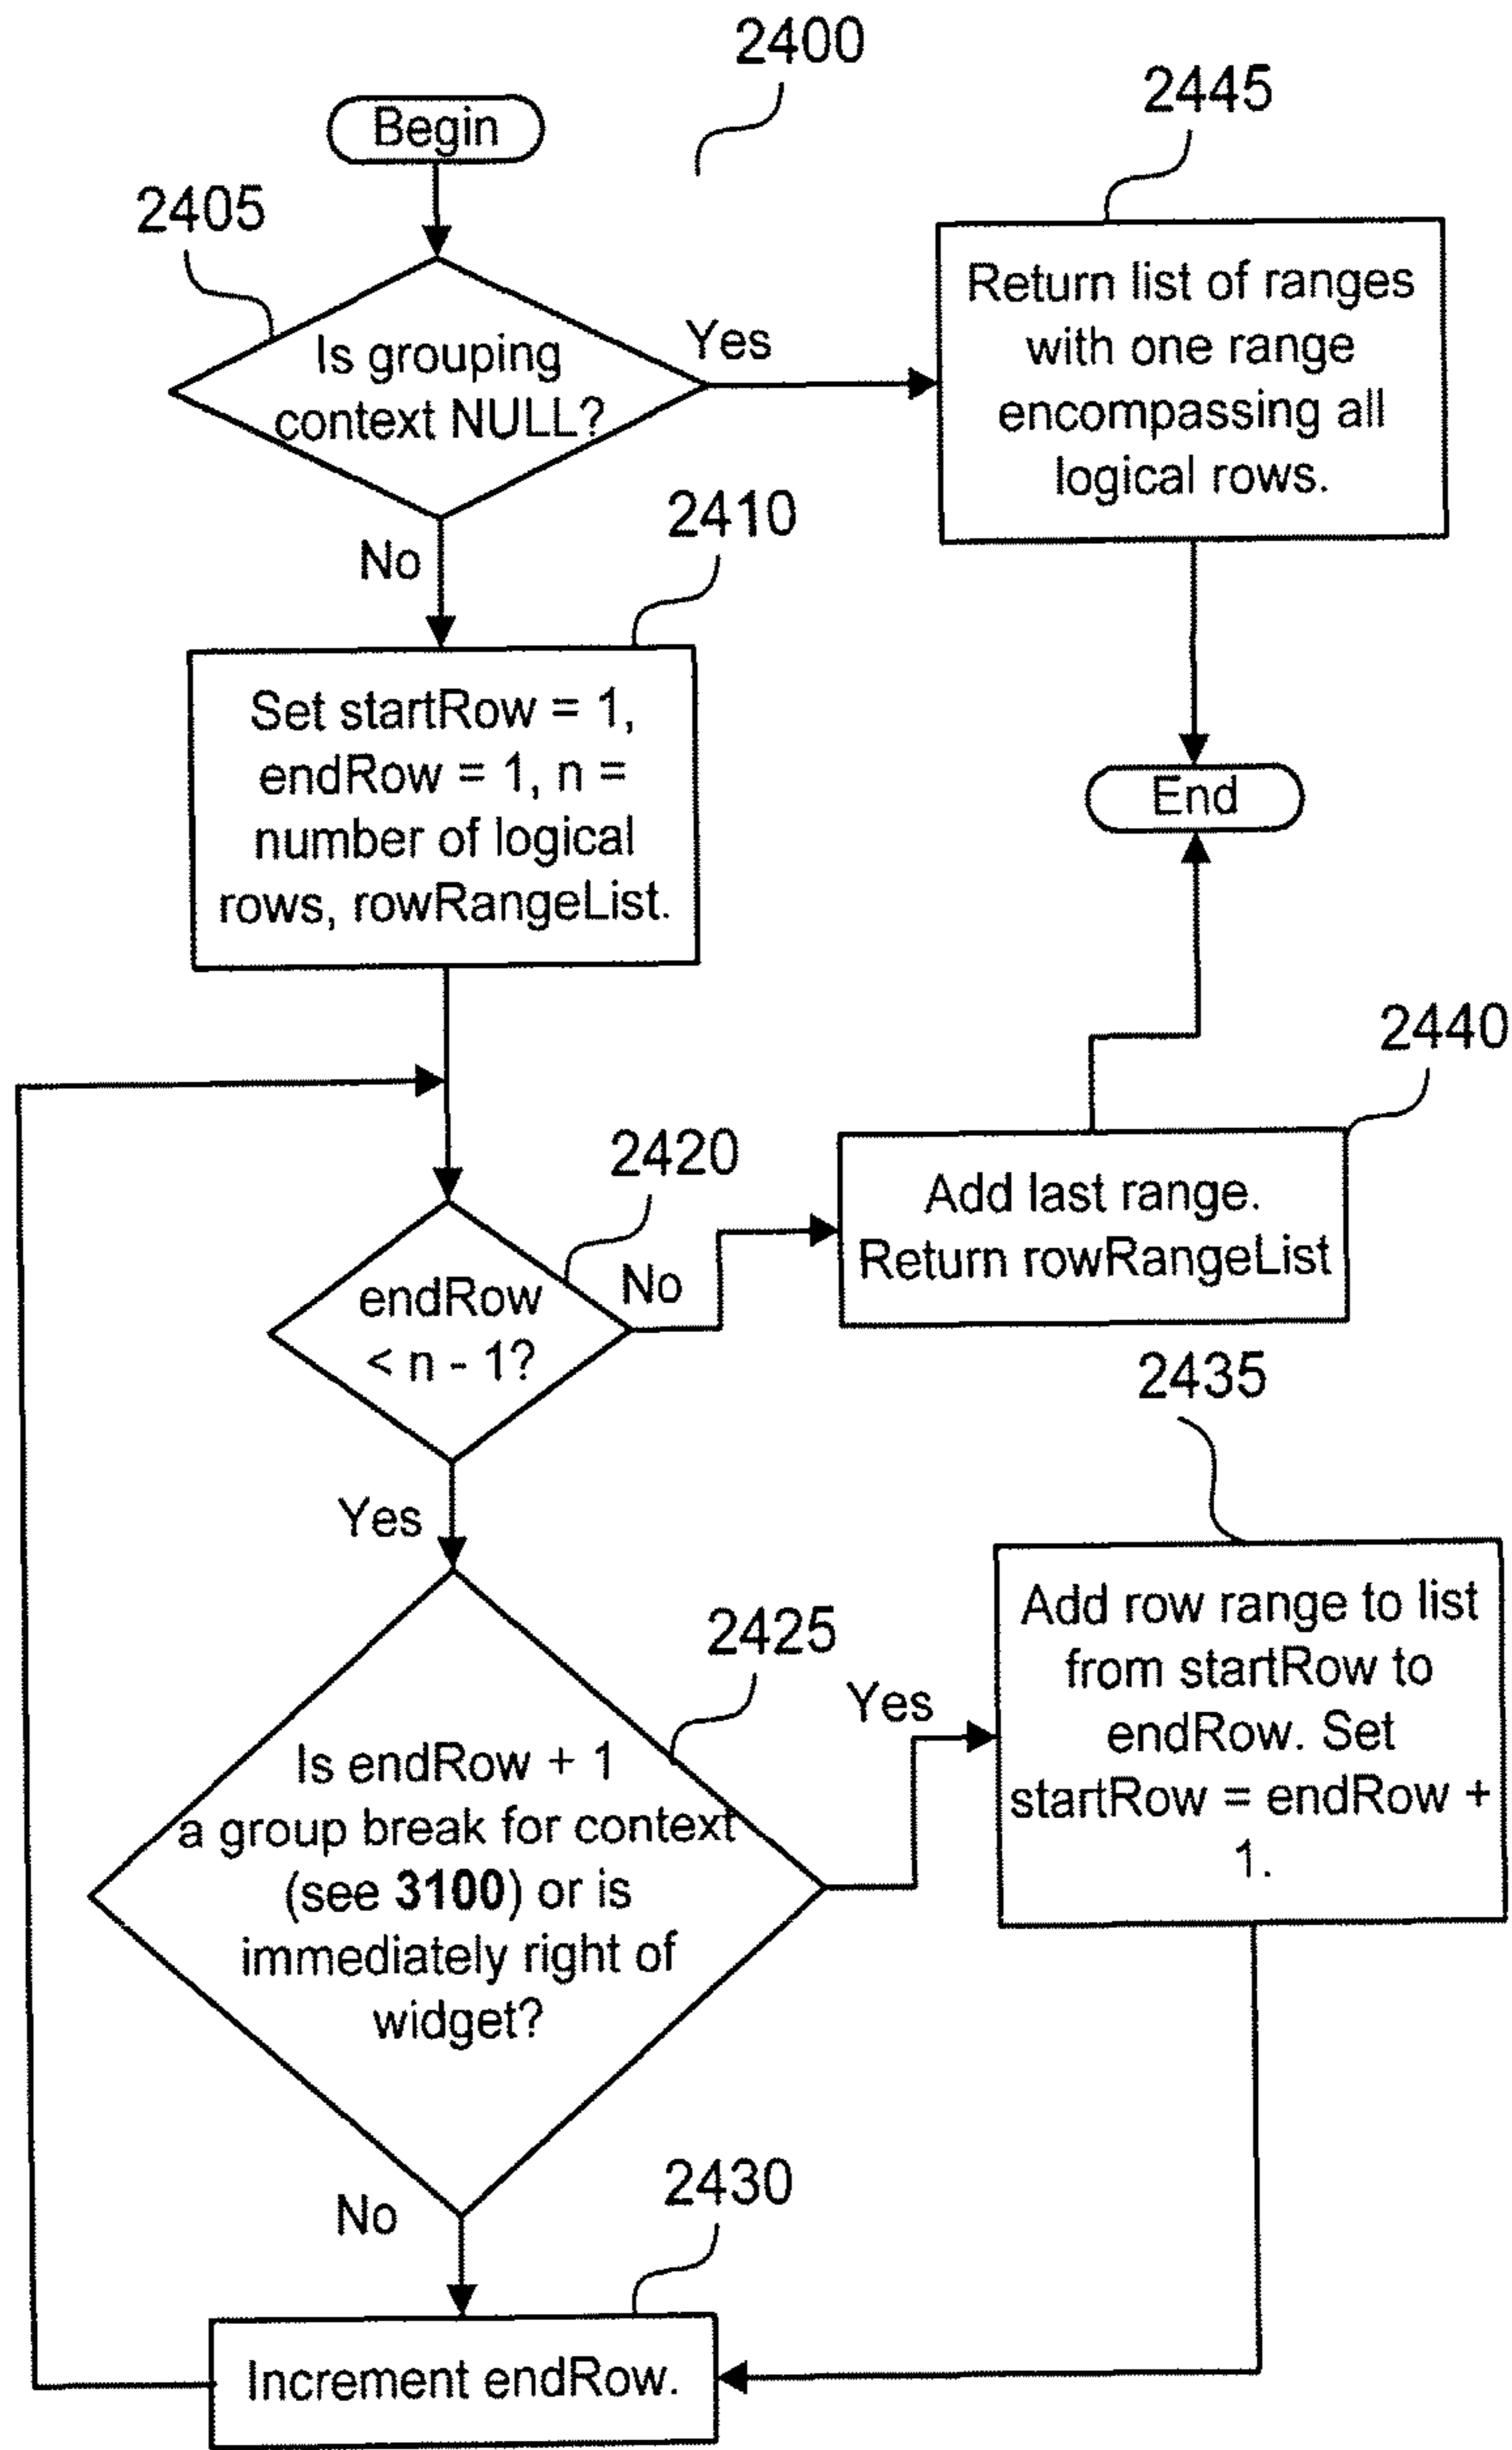 2400
Begin
2405
Is grouping
context NULL?
Yes
2445
Return list of ranges
with one range
encompassing all
logical rows.
No
2410
Set startRow = 1,
endRow = 1, n =
number of logical
rows, rowRangeList.
End
2420
endRow
< n - 1?
No
2440
Add last range.
Return rowRangeList
Yes
2425
Is endRow + 1
a group break for context
(see 3100) or is
immediately right of
widget?
Yes
2435
Add row range to list
from startRow to
endRow. Set
startRow = endRow +
1.
No
2430
Increment endRow.